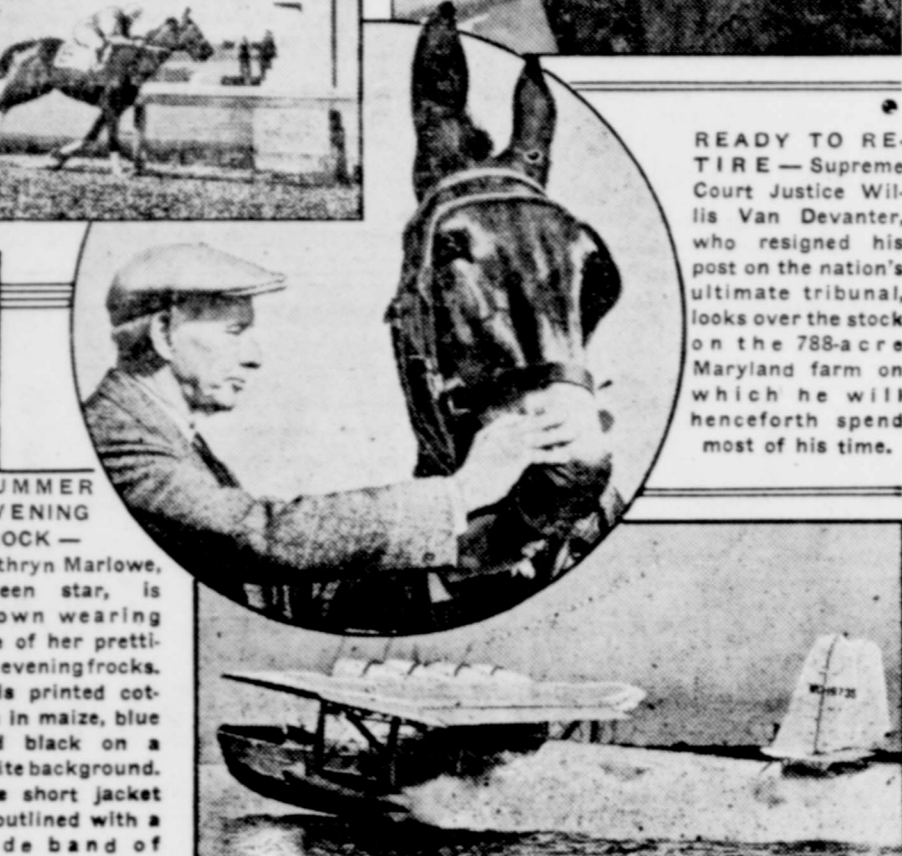 READY TO RE-
TIRE — Supreme
Court Justice Wil-
lis Van Devanter,
who resigned his
post on the nation's
ultimate tribunal,
looks over the stock
on the 788-acre
Maryland farm on
which he will
henceforth spend
most of his time.
UMMER
VENING
OCK —
thryn Marlowe,
een star, is
own wearing
e of her pretti-
evening frocks.
is printed cot-
in maize, blue
d black on a
ite background.
e short jacket
outlined with a
de band of